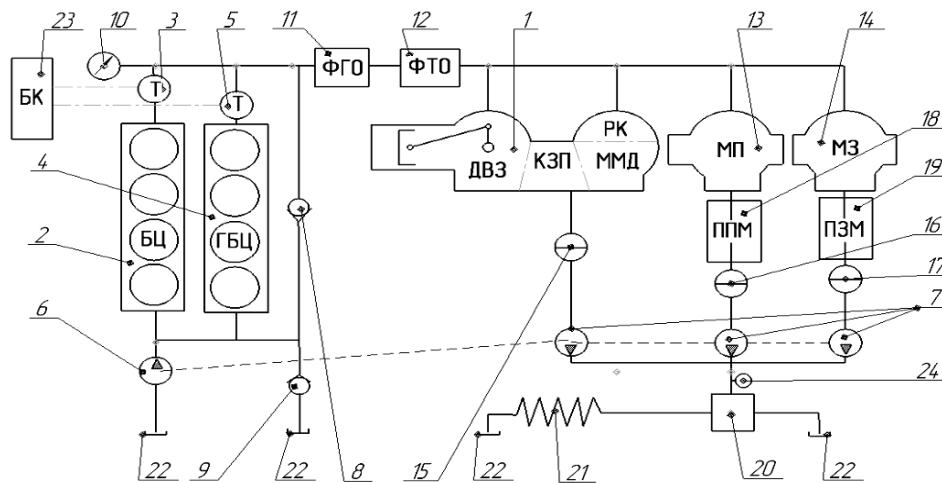 23 10 3 5 11 12 1 13 14
ФГО ФТО
БК Т Т
18
РК
ДВЗ КЗП ММД МП МЗ
4 19
ППМ ПЗМ
2 БЦ ГБЦ 16
17
6 7
24
22 9 22 8 15 22 21 20 22